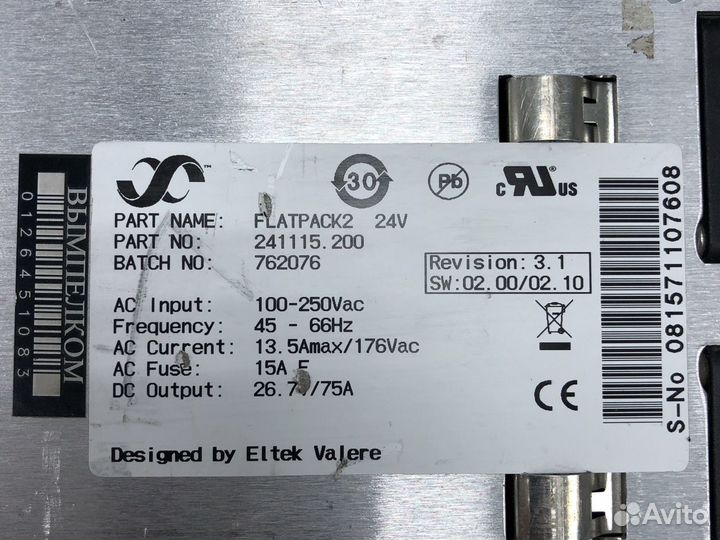 30
Pb
c RU US
PART NAME: FLATPACK2 24V
PART NO: 241115.200
BATCH NO: 762076
Revision: 3.1
SW:02.00/02.10
AC Input: 100-250Vac
Frequency: 45 - 66Hz
AC Current: 13.5Amax/176Vac
AC Fuse: 15A F
DC Output: 26.7V/75A
CE
Designed by Eltek Valere
S-No 081571107608
ВЫМПЕЛКОМ
0126451083
Avito